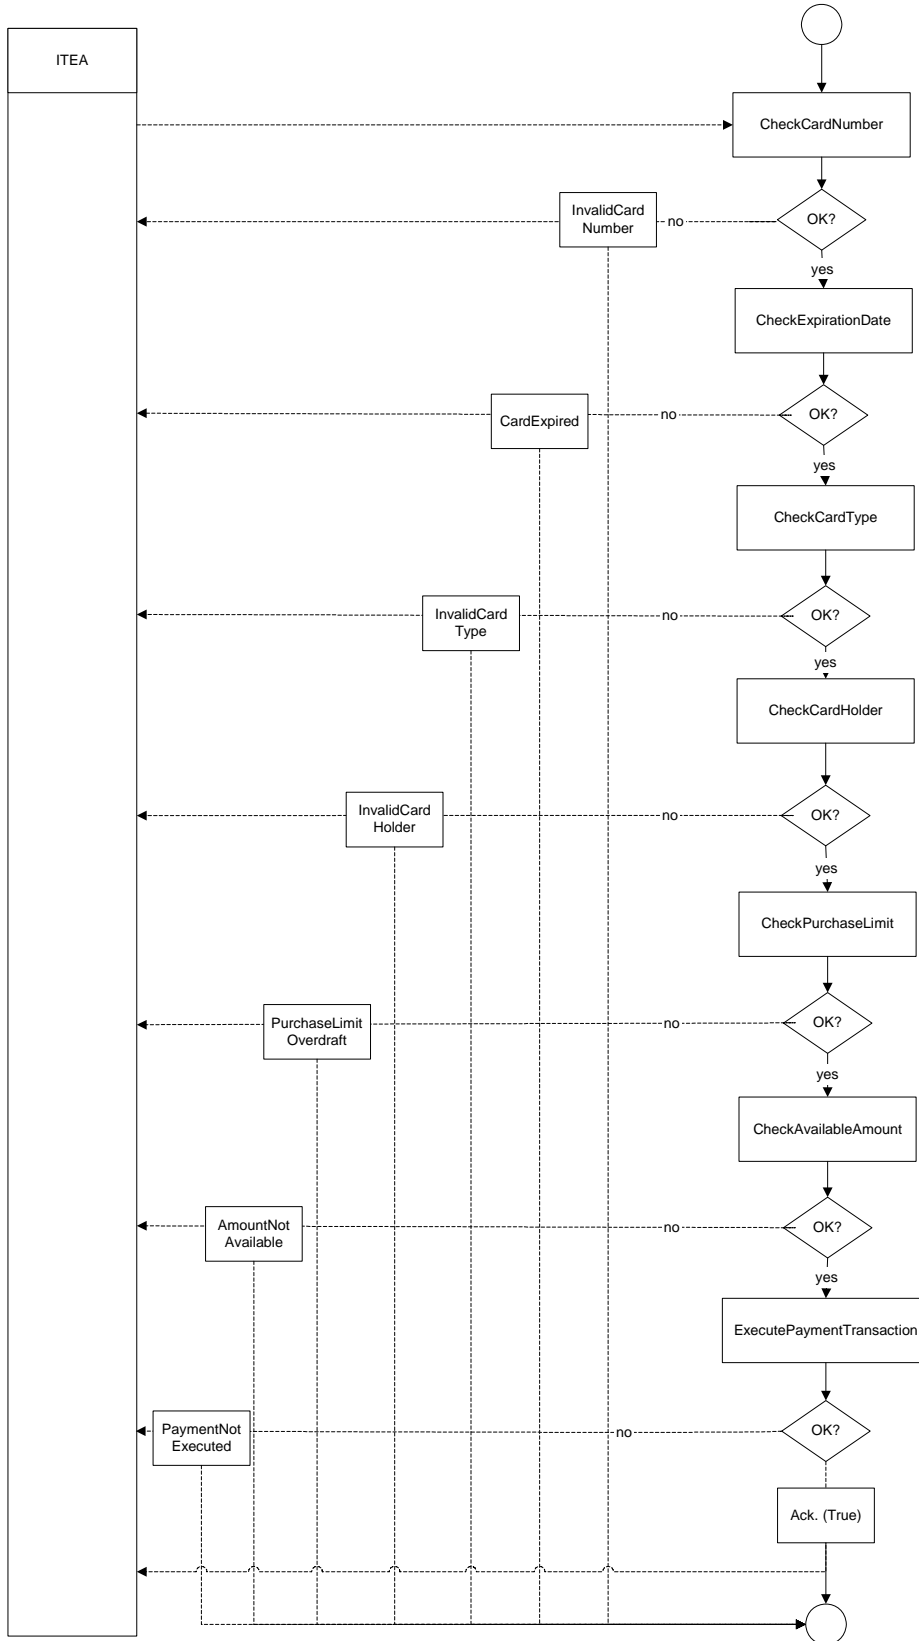 ITEA
CheckCardNumber
OK?
no
InvalidCard
Number
yes
CheckExpirationDate
OK?
no
CardExpired
yes
CheckCardType
OK?
no
InvalidCard
Type
yes
CheckCardHolder
OK?
no
InvalidCard
Holder
yes
CheckPurchaseLimit
OK?
no
PurchaseLimit
Overdraft
yes
CheckAvailableAmount
OK?
no
AmountNot
Available
yes
ExecutePaymentTransaction
OK?
no
PaymentNot
Executed
Ack. (True)